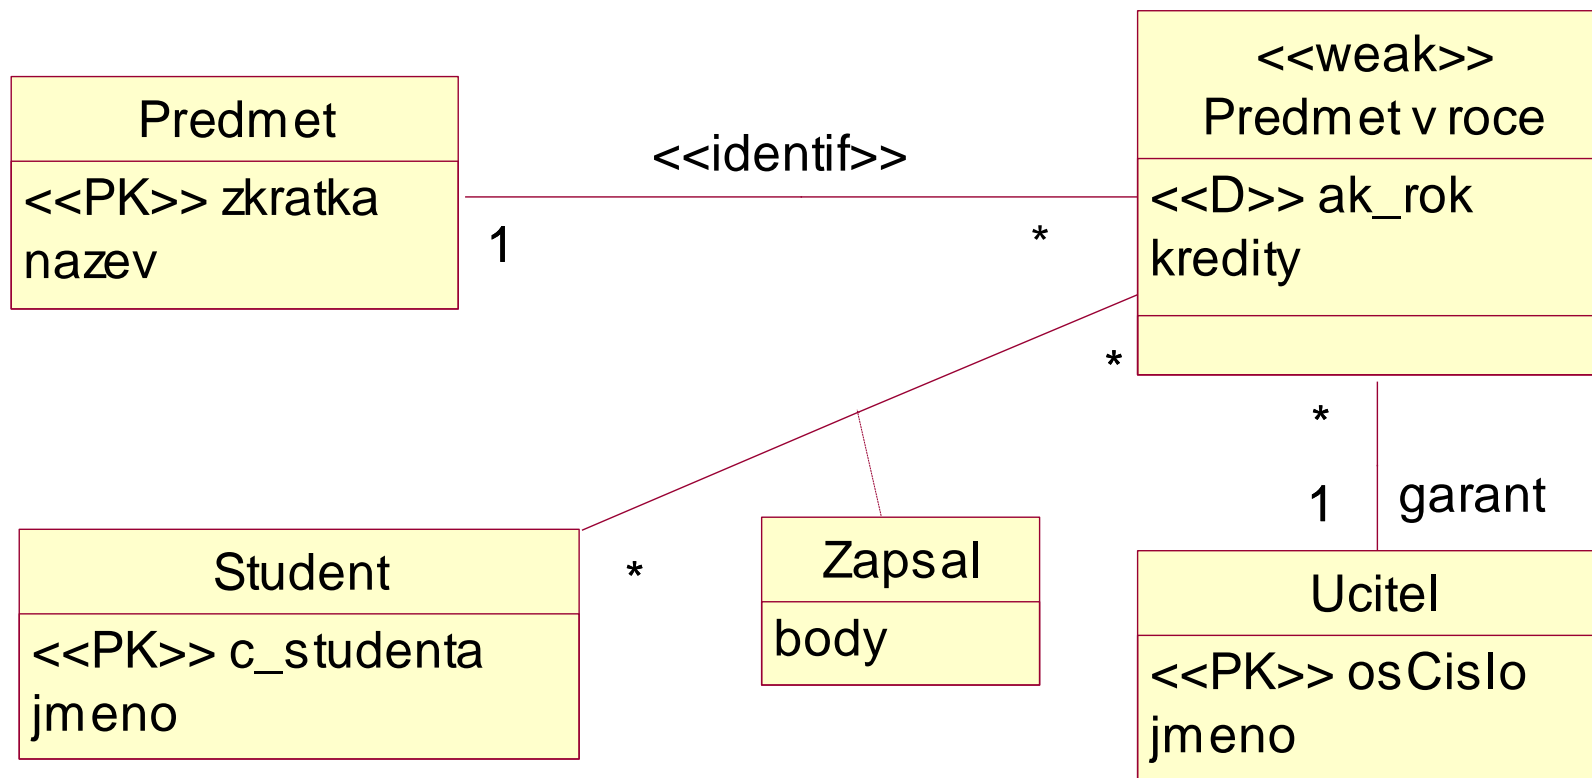 Predmet
<<PK>> zkratka
nazev
<<identif>>
1
*
<<weak>>
Predmet v roce
<<D>> ak_rok
kredity
*
*
1
garant
Student
<<PK>> c_studenta
jmeno
*
Zapsal
body
Ucitel
<<PK>> osCislo
jmeno